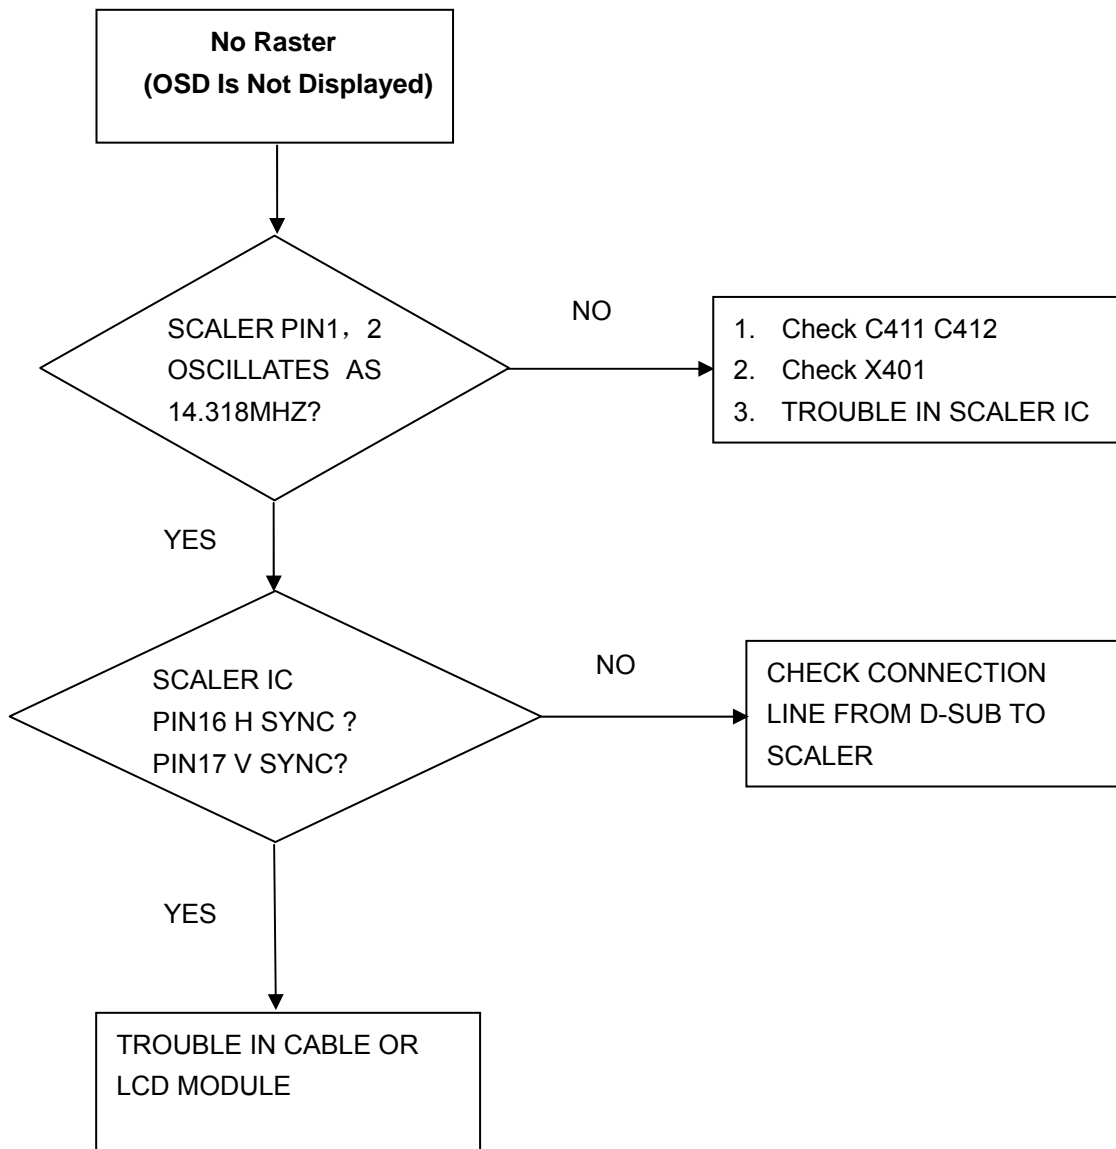 No Raster
(OSD Is Not Displayed)
SCALER PIN1，2
OSCILLATES AS
14.318MHZ?
NO
1. Check C411 C412
2. Check X401
3. TROUBLE IN SCALER IC
YES
SCALER IC
PIN16 H SYNC ?
PIN17 V SYNC?
NO
CHECK CONNECTION
LINE FROM D-SUB TO
SCALER
YES
TROUBLE IN CABLE OR
LCD MODULE